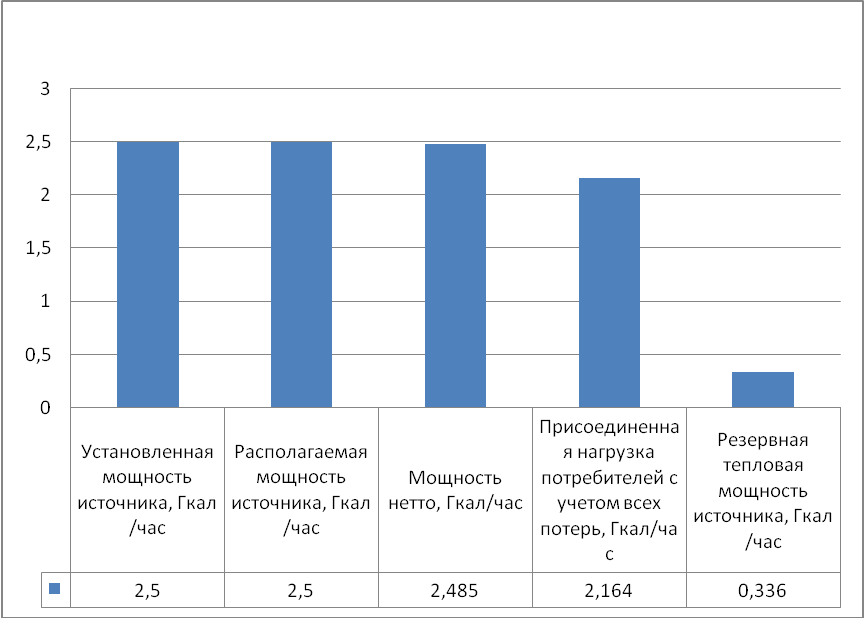 3
2,5
2
1,5
1
0,5
0
Установленная
мощность
источника, Гкал
/час
Располагаемая
мощность
источника, Гкал
/час
Мощность
нетто, Гкал/час
Присоединенна
я нагрузка
потребителей с
учетом всех
потерь, Гкал/ча
с
Резервная
тепловая
мощность
источника, Гкал
/час
2,5
2,5
2,485
2,164
0,336